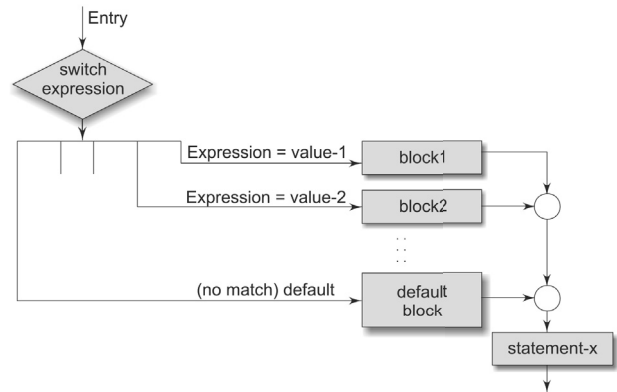 Entry
switch
expression
Expression = value-1
block1
Expression = value-2
block2
(no match) default
default
block
statement-x